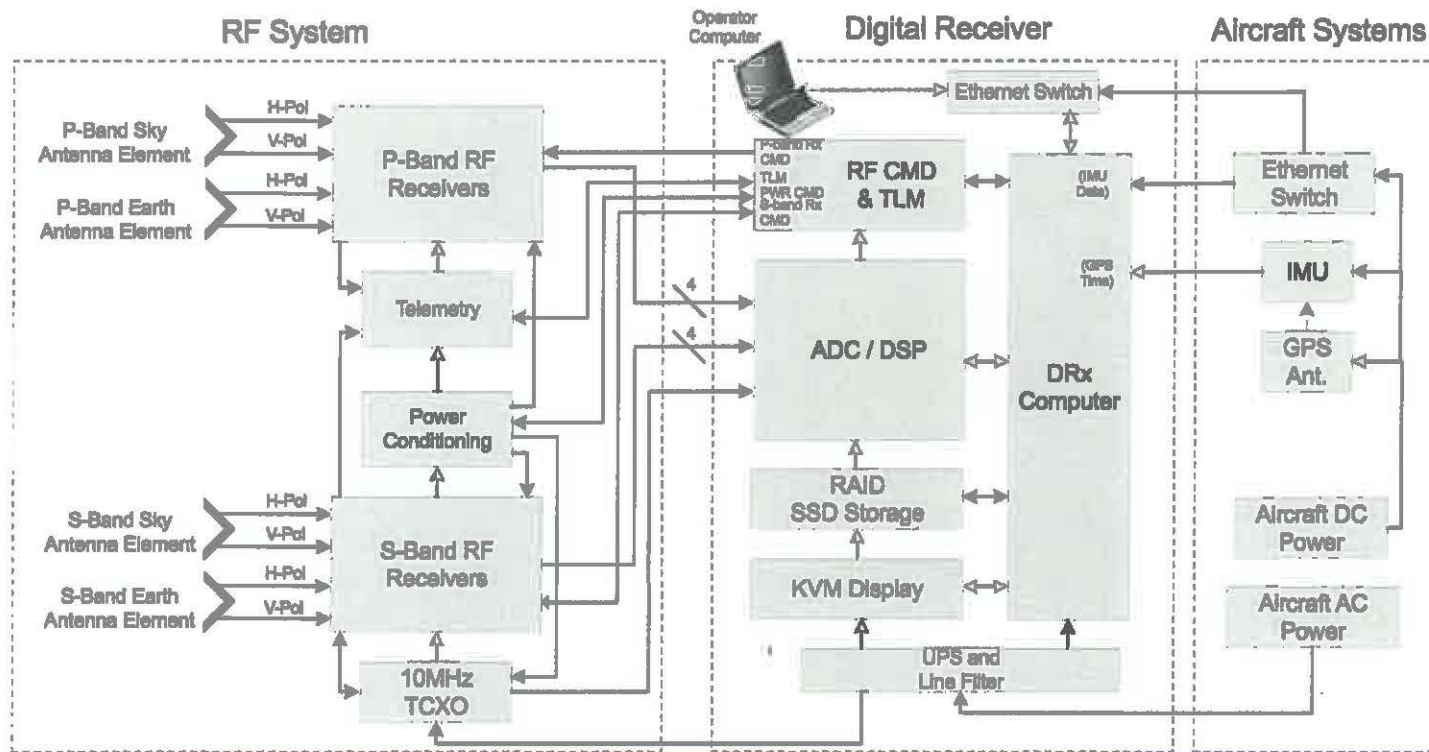 RF System
Operator
Computer
Digital Receiver
Aircraft Systems
P-Band Sky
Antenna Element
H-Pol
V-Pol
P-Band Earth
Antenna Element
H-Pol
V-Pol
P-Band RF
Receivers
Telemetry
Power
Conditioning
S-Band Sky
Antenna Element
H-Pol
V-Pol
S-Band Earth
Antenna Element
H-Pol
V-Pol
S-Band RF
Receivers
10MHz
TCXO
4
4
Ethernet Switch
P-band Rx
CMD
TLM
PWR CMD
S-band Rx
CMD
RF CMD
& TLM
ADC / DSP
RAID
SSD Storage
KVM Display
UPS and
Line Filter
(IMU
Data)
(GPS
Time)
DRx
Computer
Ethernet
Switch
IMU
GPS
Ant.
Aircraft DC
Power
Aircraft AC
Power